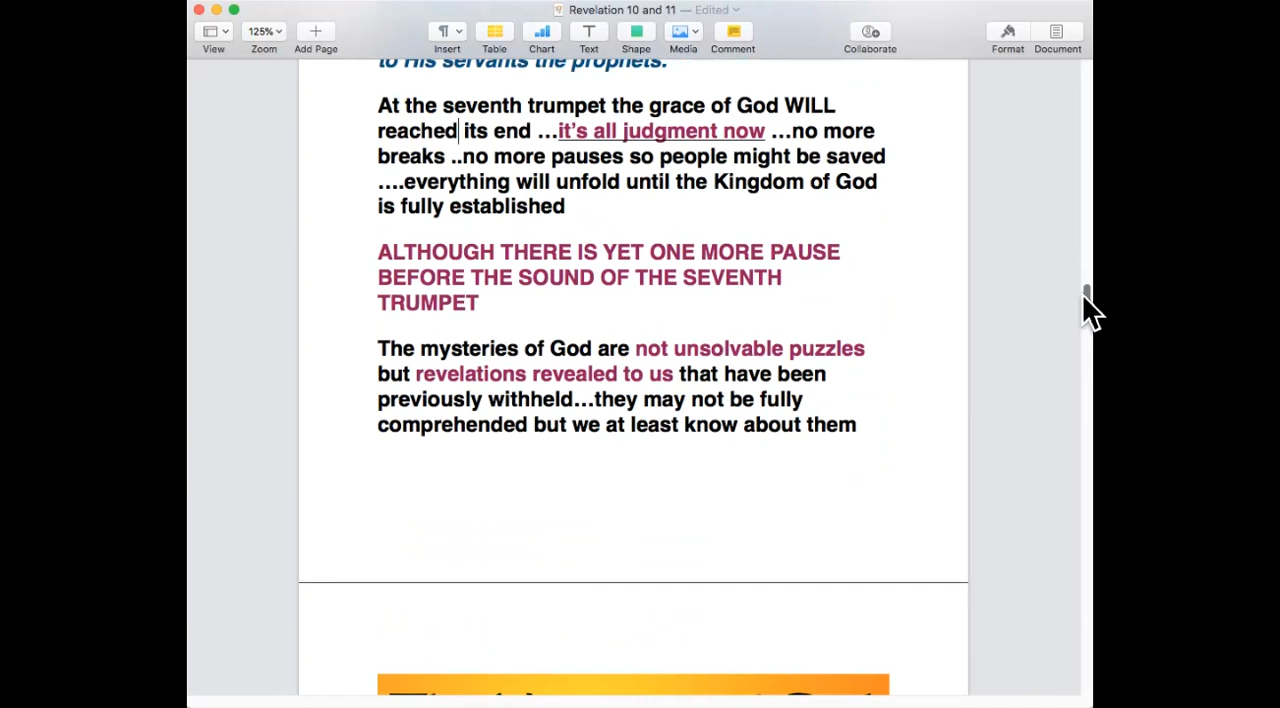 Revelation 10 and 11 — Edited
125%
View
Zoom
Add Page
Insert
Table
Chart
Text
Shape
Media
Comment
Collaborate
Format
Document
to His servants the prophets.
At the seventh trumpet the grace of God WILL
reached its end …it’s all judgment now …no more
breaks ..no more pauses so people might be saved
….everything will unfold until the Kingdom of God
is fully established
ALTHOUGH THERE IS YET ONE MORE PAUSE
BEFORE THE SOUND OF THE SEVENTH
TRUMPET
The mysteries of God are not unsolvable puzzles
but revelations revealed to us that have been
previously withheld…they may not be fully
comprehended but we at least know about them